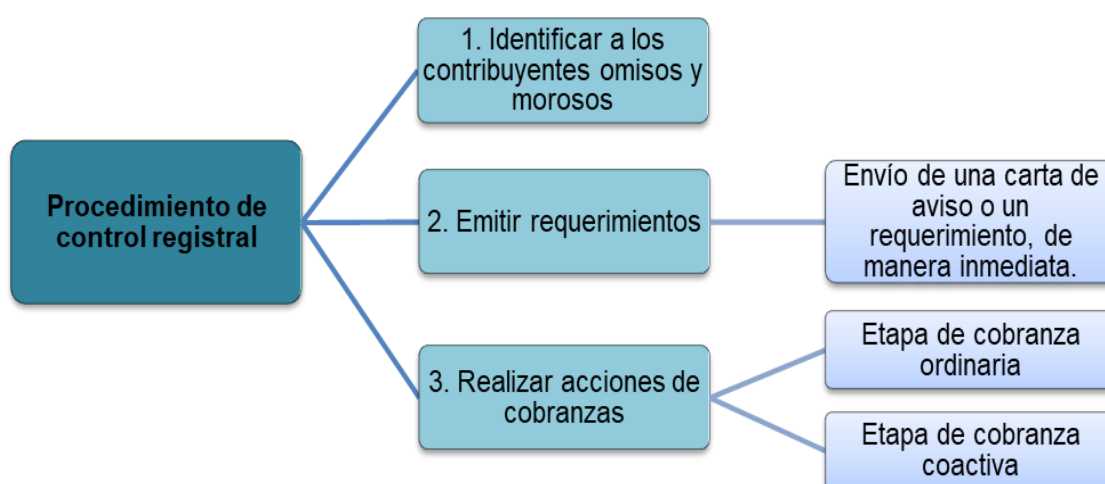 Procedimiento de
control registral
1. Identificar a los
contribuyentes omisos y
morosos
2. Emitir requerimientos
Envío de una carta de
aviso o un
requerimiento, de
manera inmediata.
3. Realizar acciones de
cobranzas
Etapa de cobranza
ordinaria
Etapa de cobranza
coactiva